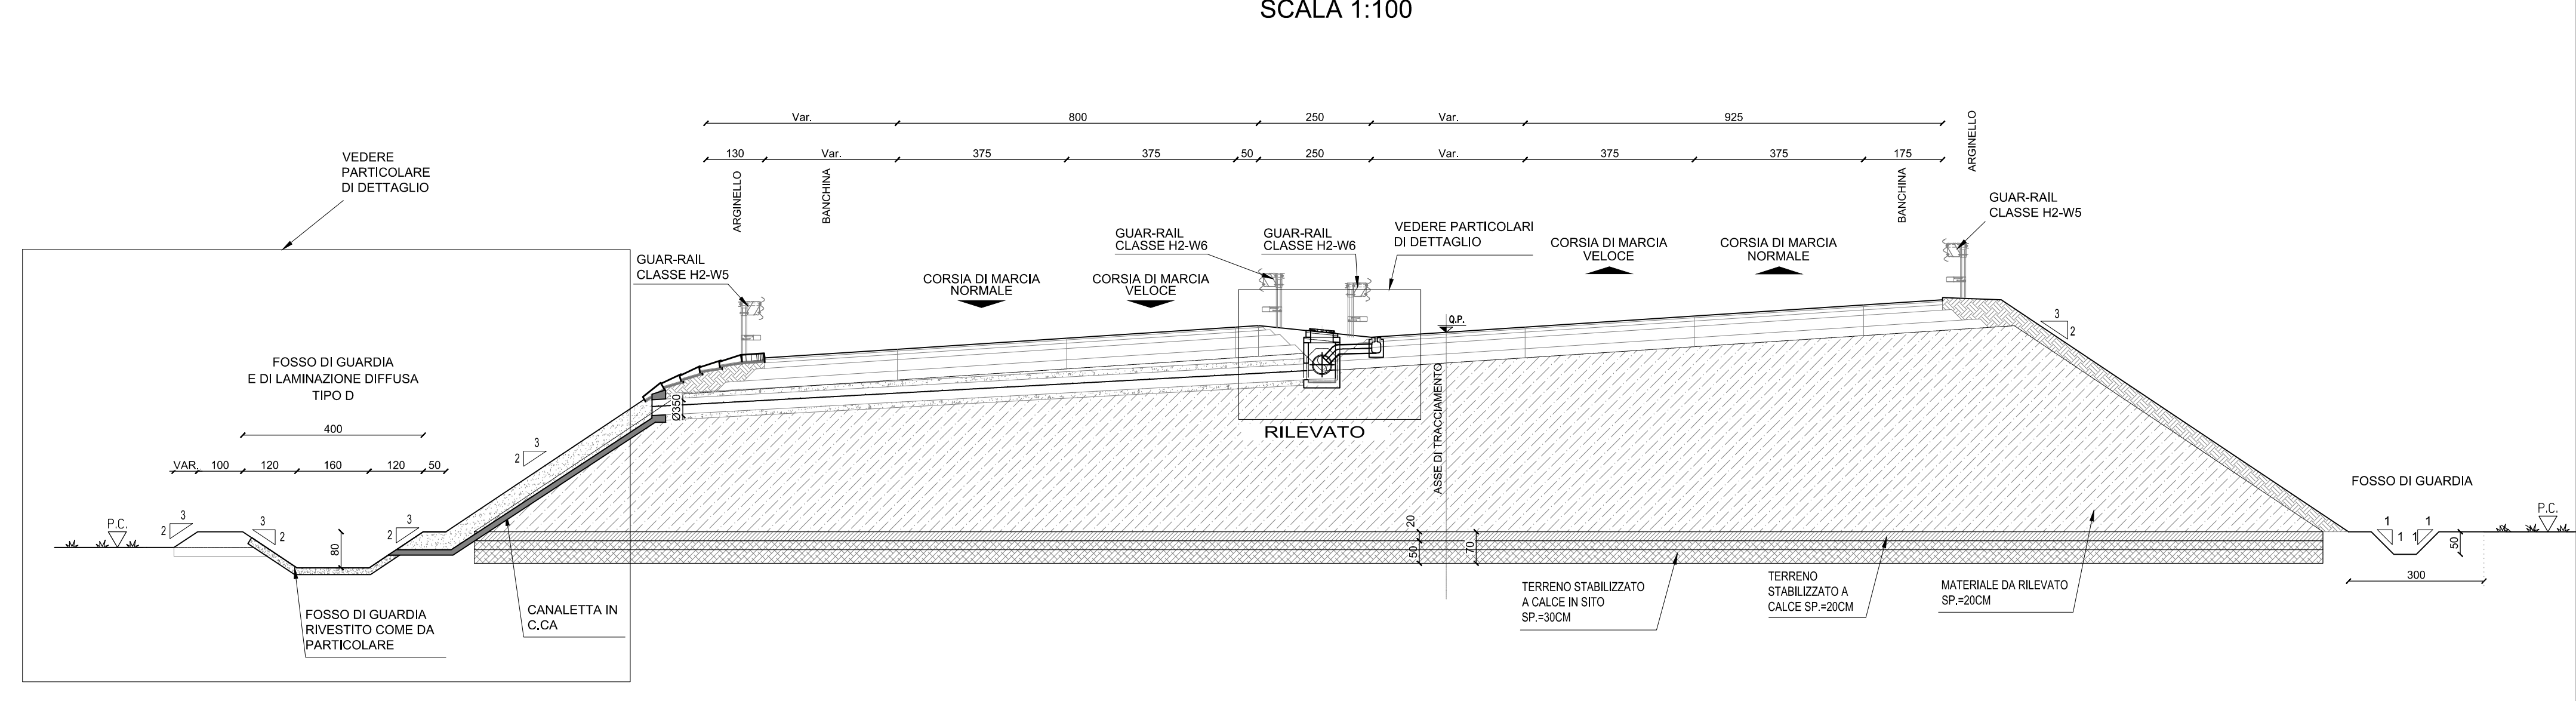 SCALA 1:100
Var.
800
250
Var.
925
130
Var.
375
375
50
250
Var.
375
375
175
ARGINELLO
BANCHINA
BANCHINA
ARGINELLO
VEDERE
PARTICOLARE
DI DETTAGLIO
GUAR-RAIL
CLASSE H2-W5
CORSIA DI MARCIA
NORMALE
CORSIA DI MARCIA
VELOCE
GUAR-RAIL
CLASSE H2-W6
GUAR-RAIL
CLASSE H2-W6
VEDERE PARTICOLARI
DI DETTAGLIO
CORSIA DI MARCIA
VELOCE
CORSIA DI MARCIA
NORMALE
GUAR-RAIL
CLASSE H2-W5
Q.P.
3
2
FOSSO DI GUARDIA
E DI LAMINAZIONE DIFFUSA
TIPO D
400
VAR.
100
120
160
120
50
Ø350
RILEVATO
ASSE DI TRACCIAMENTO
3
2
P.C.
3
2
3
2
3
2
80
20
50
70
FOSSO DI GUARDIA
1
1
1
1
50
P.C.
300
FOSSO DI GUARDIA
RIVESTITO COME DA
PARTICOLARE
CANALETTA IN
C.CA
TERRENO STABILIZZATO
A CALCE IN SITO
SP.=30CM
TERRENO
STABILIZZATO A
CALCE SP.=20CM
MATERIALE DA RILEVATO
SP.=20CM